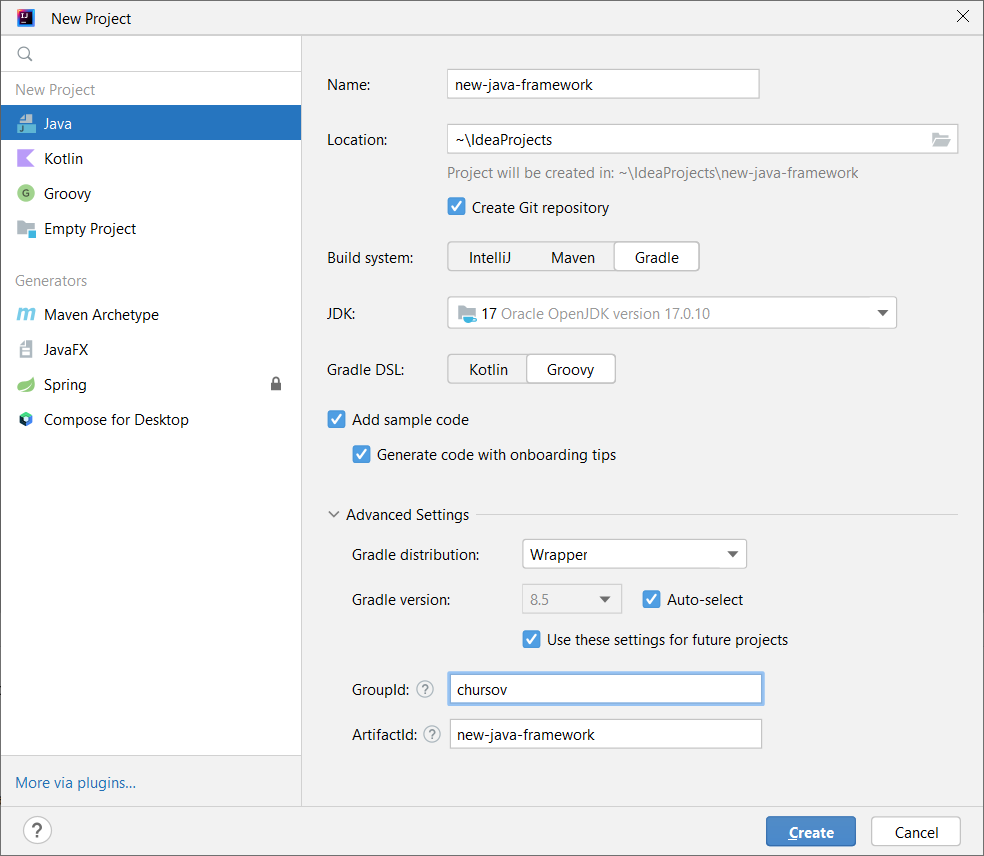 New Project
New Project
Java
Kotlin
Groovy
Empty Project
Generators
Maven Archetype
JavaFX
Spring
Compose for Desktop
More via plugins...
Name: new-java-framework
Location: ~\IdeaProjects
Project will be created in: ~\IdeaProjects\new-java-framework
Create Git repository
Build system: IntelliJ Maven Gradle
JDK: 17 Oracle OpenJDK version 17.0.10
Gradle DSL: Kotlin Groovy
Add sample code
Generate code with onboarding tips
Advanced Settings
Gradle distribution: Wrapper
Gradle version: 8.5 Auto-select
Use these settings for future projects
GroupId: ? chursov
ArtifactId: ? new-java-framework
? Create Cancel